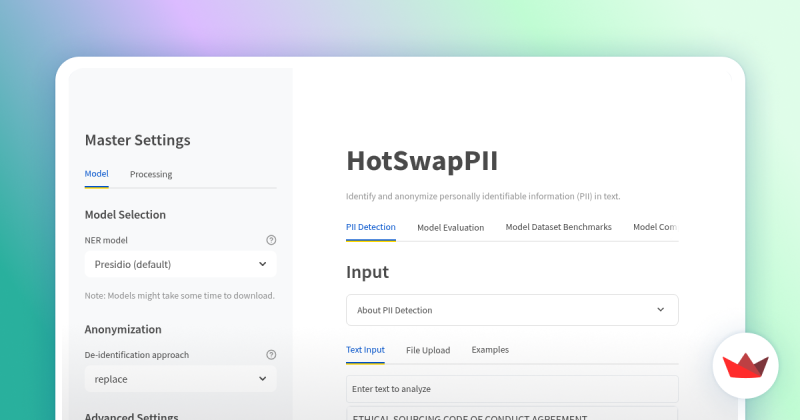 Master Settings
Model Processing
Model Selection
NER model
Presidio (default)
Note: Models might take some time to download.
Anonymization
De-identification approach
replace
Advanced Settings
HotSwapPII
Identify and anonymize personally identifiable information (PII) in text.
PII Detection Model Evaluation Model Dataset Benchmarks Model Com
Input
About PII Detection
Text Input File Upload Examples
Enter text to analyze
ETHICAL SOURCING CODE OF CONDUCT AGREEMENT